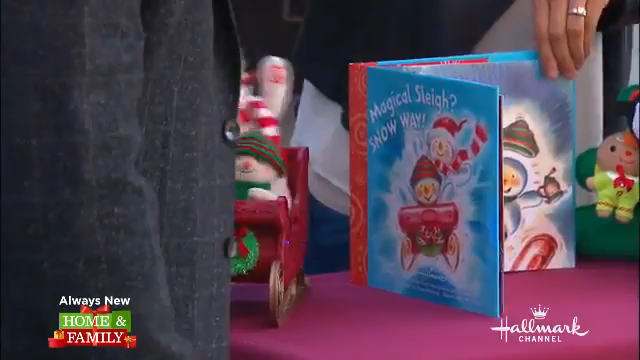 Magical Sleigh?
SNOW WAY!
Always New
HOME &
FAMILY
Hallmark
CHANNEL